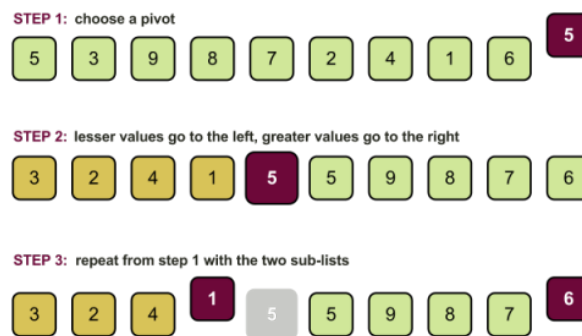 STEP 1: choose a pivot
5 3 9 8 7 2 4 1 6 5
STEP 2: lesser values go to the left, greater values go to the right
3 2 4 1 5 5 9 8 7 6
STEP 3: repeat from step 1 with the two sub-lists
3 2 4 1 5 5 9 8 7 6